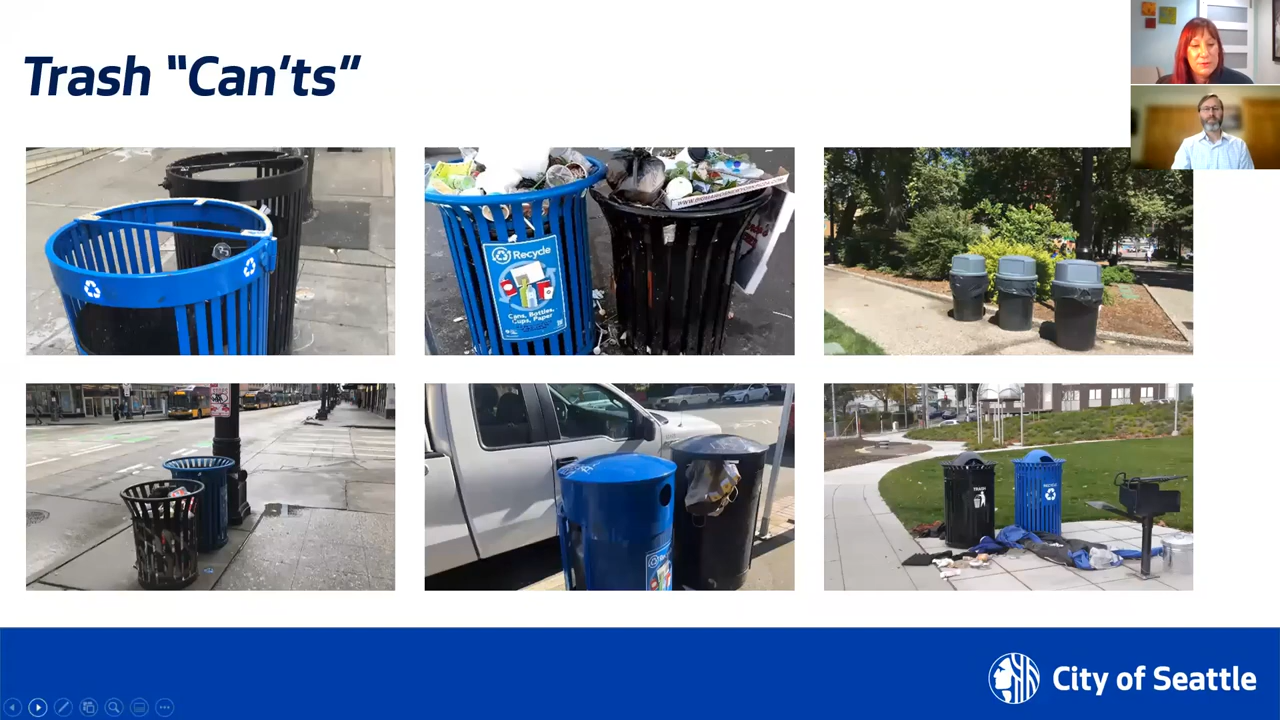 Trash “Can’ts”
Recycle
Cans, Bottles,
Cups, Paper
TRASH
RECYCLE
City of Seattle